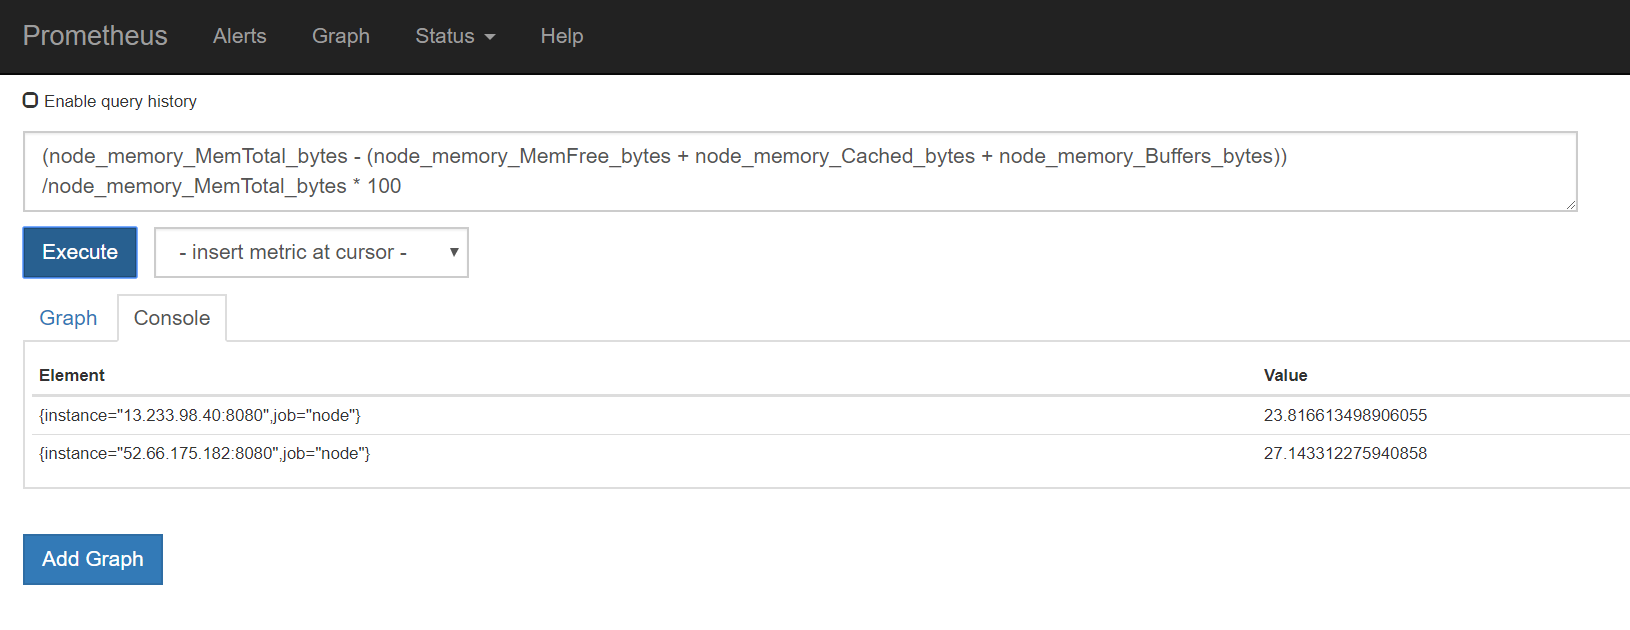 Prometheus Alerts Graph Status Help
Enable query history
(node_memory_MemTotal_bytes - (node_memory_MemFree_bytes + node_memory_Cached_bytes + node_memory_Buffers_bytes))
/node_memory_MemTotal_bytes * 100
Execute - insert metric at cursor -
Graph Console
Element Value
{instance="13.233.98.40:8080",job="node"} 23.816613498906055
{instance="52.66.175.182:8080",job="node"} 27.143312275940858
Add Graph